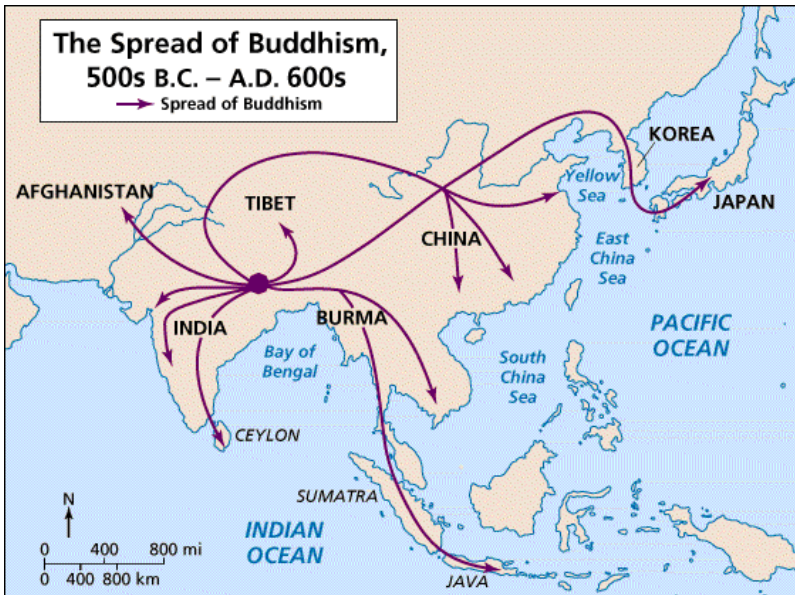 The Spread of Buddhism,
500s B.C. – A.D. 600s
Spread of Buddhism
KOREA
AFGHANISTAN
TIBET
Yellow
Sea
JAPAN
CHINA
East
China
Sea
INDIA
BURMA
PACIFIC
OCEAN
Bay of
Bengal
South
China
Sea
CEYLON
SUMATRA
N
INDIAN
OCEAN
0 400 800 mi
0 400 800 km
JAVA